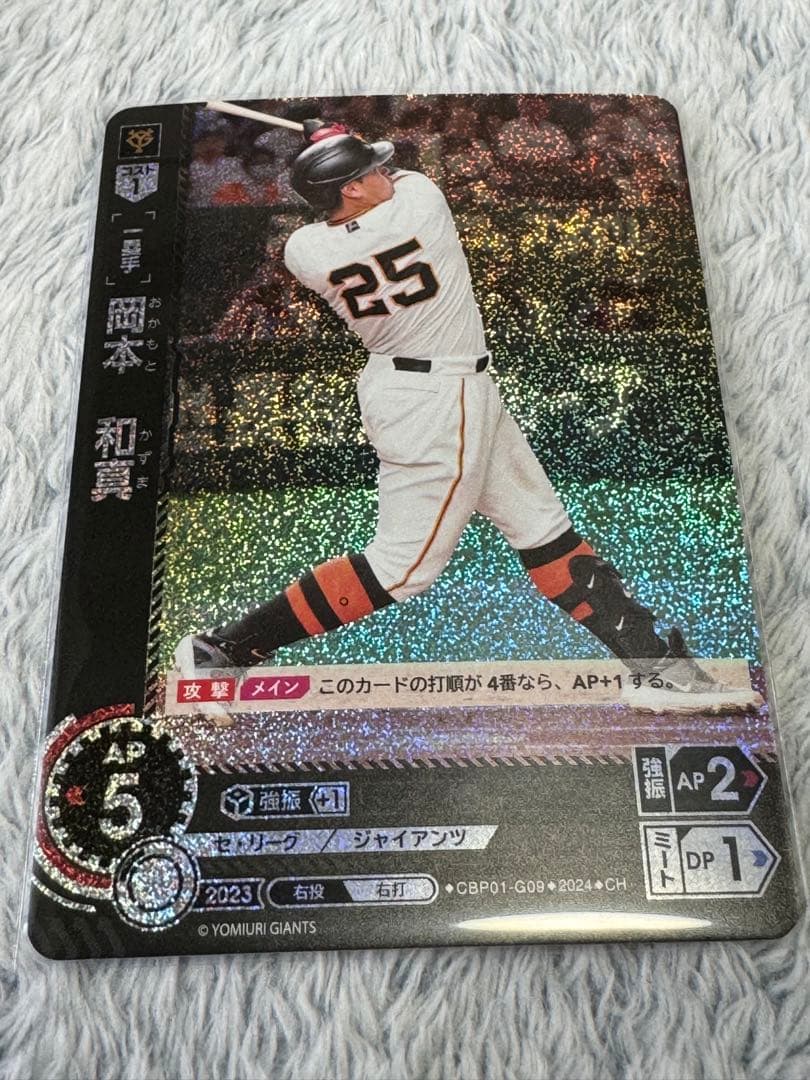 コスト
1
一塁手
岡本 和真
おかもと かずま
25
攻撃 メイン このカードの打順が 4番なら、AP+1 する。
AP
5
強振 +1
強振 AP 2
セ・リーグ / ジャイアンツ
ミート DP 1
2023 右投 右打 ◆CBP01-G09◆2024◆CH
© YOMIURI GIANTS